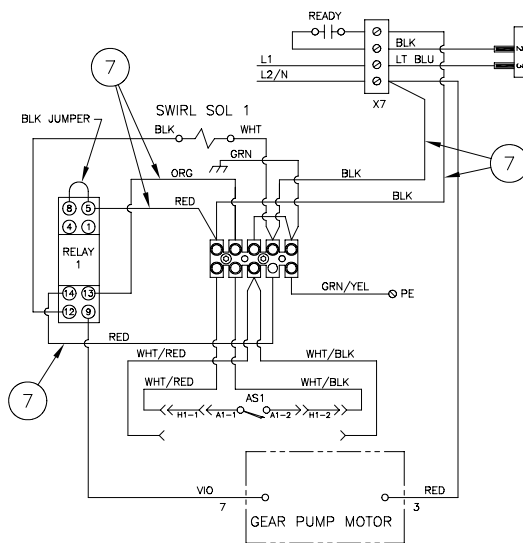 READY
BLK
2
L1
LT BLU
3
L2/N
X7
7
SWIRL SOL 1
BLK JUMPER
BLK
WHT
GRN
7
ORG
BLK
BLK
8
5
RED
4
1
RELAY
1
14
13
GRN/YEL
PE
12
9
RED
WHT/RED
WHT/BLK
7
WHT/RED
WHT/BLK
AS1
H1-1
A1-1
A1-2
H1-2
VIO
RED
7
3
GEAR PUMP MOTOR